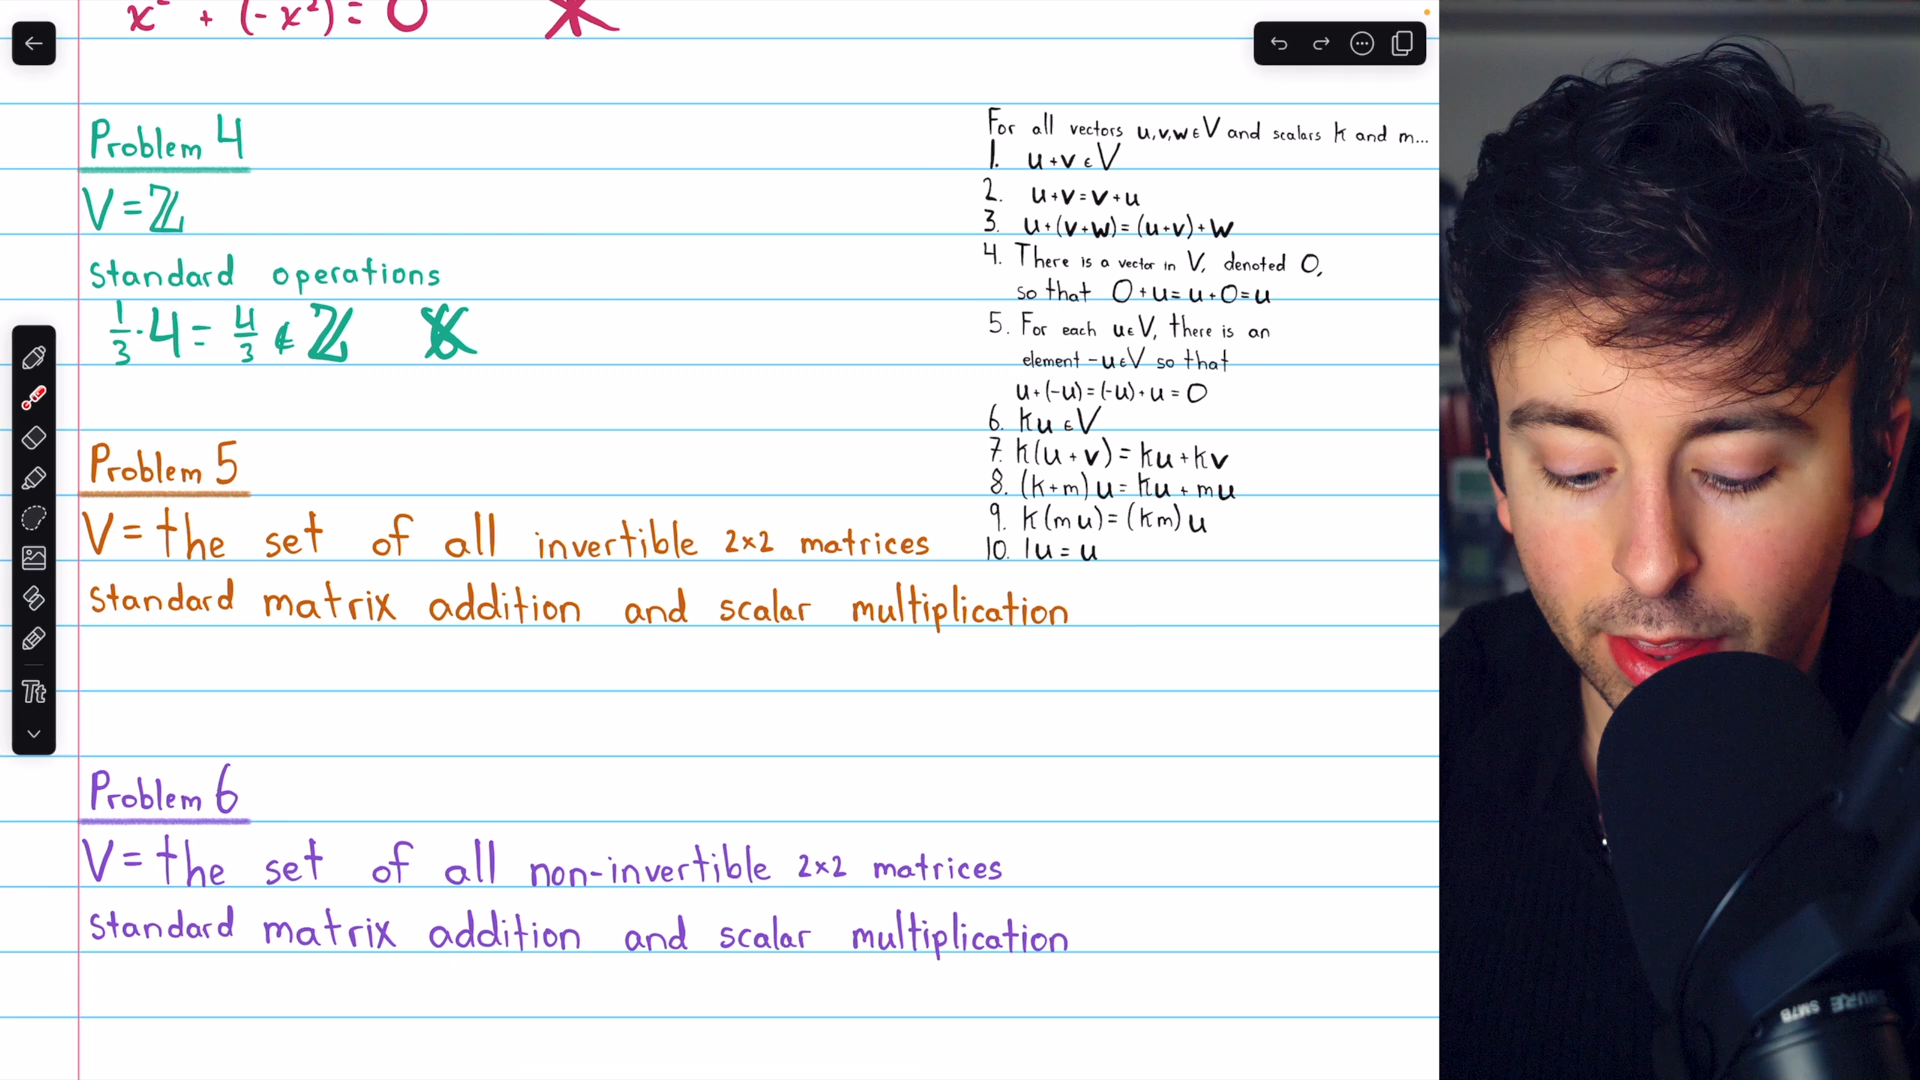 x² + (-x²) = 0
Problem 4
V = ℤ
Standard operations
1/3 · 4 = 4/3 ∉ ℤ
For all vectors u,v,w ϵ V and scalars k and m...
1. u + v ϵ V
2. u + v = v + u
3. u + (v + w) = (u + v) + w
4. There is a vector in V, denoted 0,
so that 0 + u = u + 0 = u
5. For each u ϵ V, there is an
element -u ϵ V so that
u + (-u) = (-u) + u = 0
6. ku ϵ V
7. k(u + v) = ku + kv
8. (k + m) u = ku + mu
9. k(mu) = (km) u
10. 1u = u
Problem 5
V = the set of all invertible 2×2 matrices
Standard matrix addition and scalar multiplication
Problem 6
V = the set of all non-invertible 2×2 matrices
Standard matrix addition and scalar multiplication
Tt
SHURE SM7B